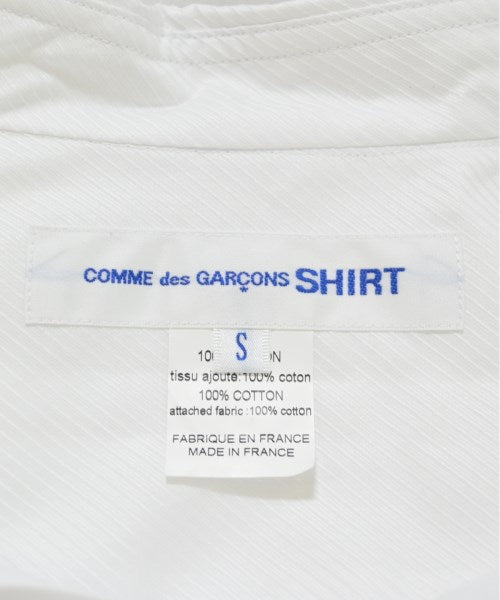 COMME des GARÇONS SHIRT
S
tissu ajouté:100% coton
100% COTTON
attached fabric :100% cotton
FABRIQUE EN FRANCE
MADE IN FRANCE